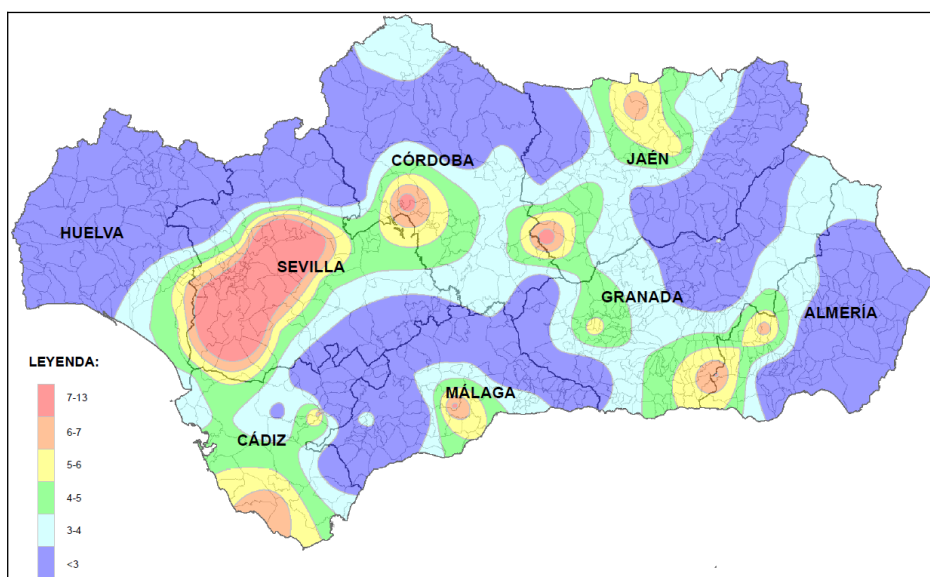 CÓRDOBA
JAÉN
HUELVA
SEVILLA
GRANADA
ALMERÍA
LEYENDA:
7-13
MÁLAGA
6-7
CÁDIZ
5-6
4-5
3-4
<3